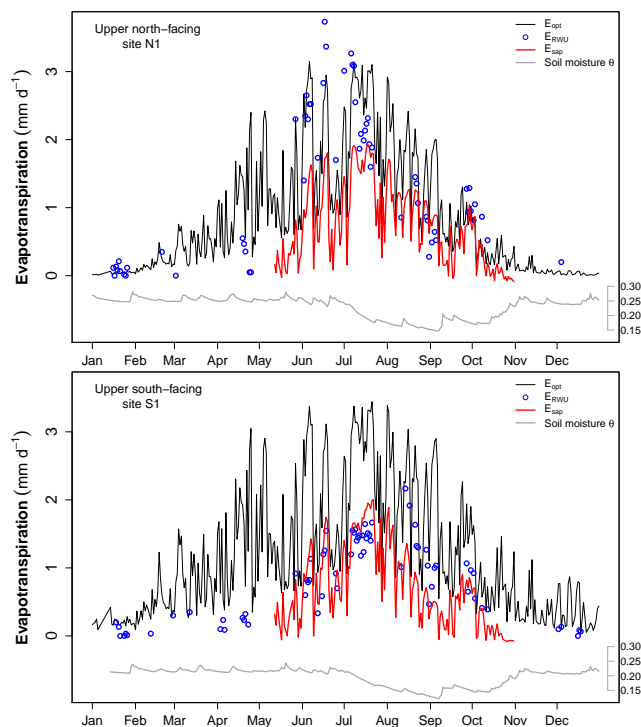 Upper north−facing
site N1
E_opt
E_RWU
E_sap
Soil moisture θ
Evapotranspiration (mm d⁻¹)
3
2
1
0
0.30
0.25
0.20
0.15
Jan Feb Mar Apr May Jun Jul Aug Sep Oct Nov Dec
Upper south−facing
site S1
E_opt
E_RWU
E_sap
Soil moisture θ
Evapotranspiration (mm d⁻¹)
3
2
1
0
0.30
0.25
0.20
0.15
Jan Feb Mar Apr May Jun Jul Aug Sep Oct Nov Dec